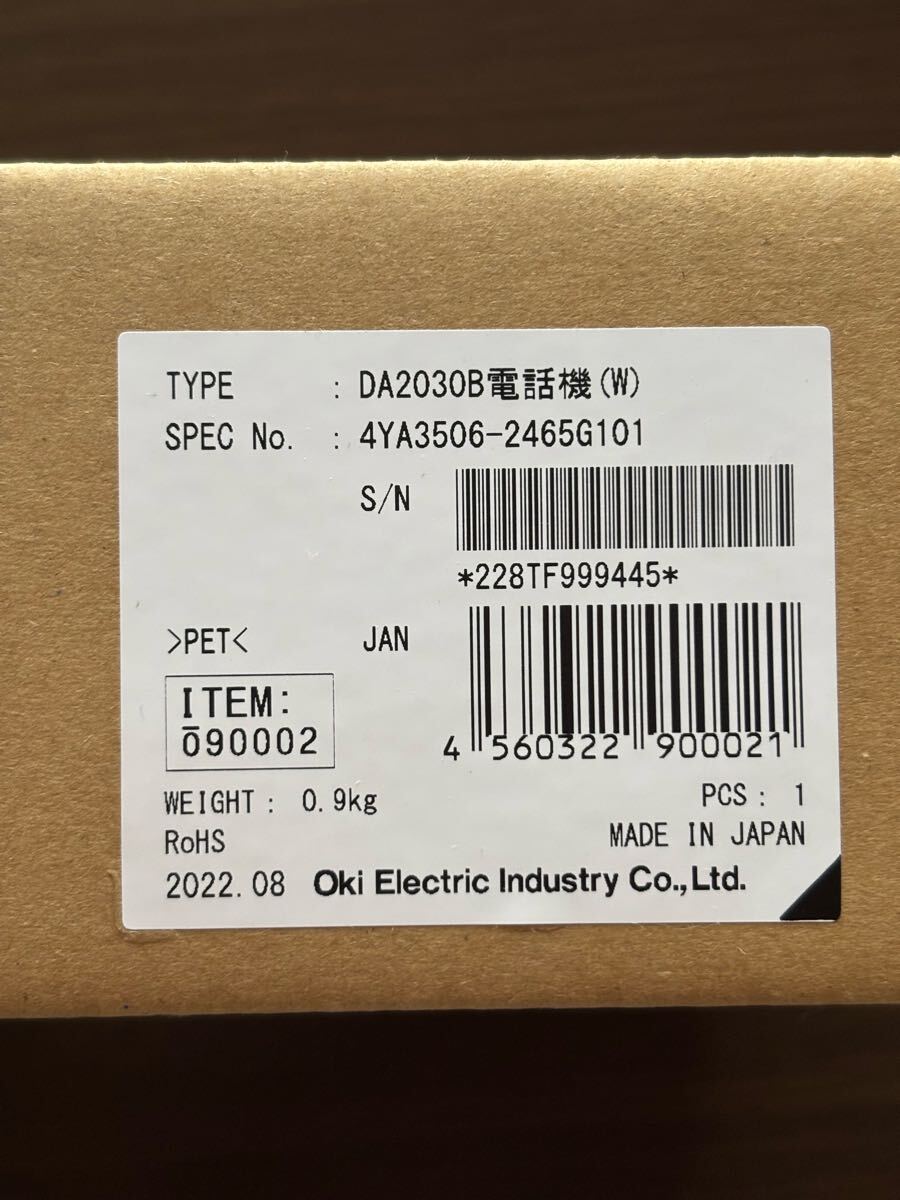 TYPE : DA2030B電話機(W)
SPEC No. : 4YA3506-2465G101
S/N
*228TF999445*
>PET< JAN
4 560322 900021
ITEM:
090002
WEIGHT : 0.9kg
PCS : 1
RoHS
MADE IN JAPAN
2022.08 Oki Electric Industry Co.,Ltd.